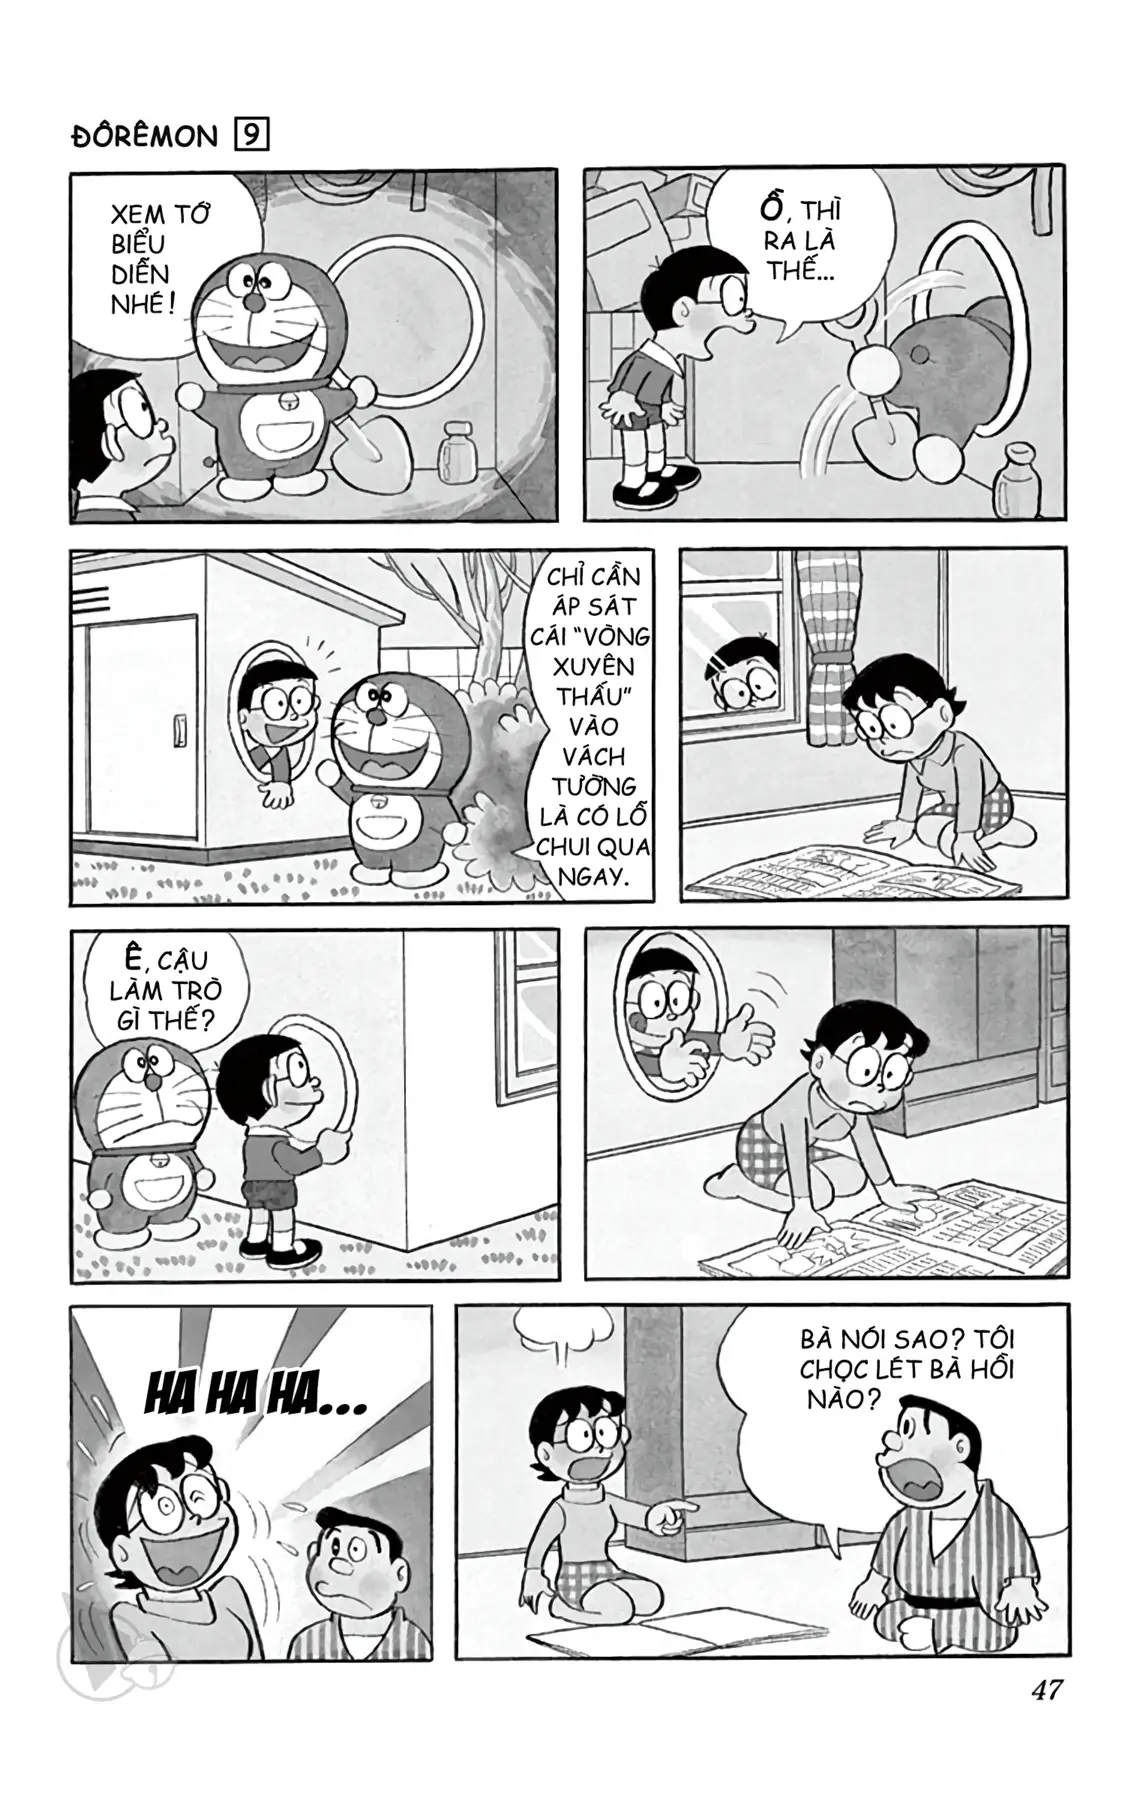 ĐÔRÊMON 9
XEM TỚ
BIỂU
DIỄN
NHÉ!
Ồ, THÌ
RA LÀ
THẾ...
CHỈ CẦN
ÁP SÁT
CÁI "VÒNG
XUYÊN
THẤU"
VÀO
VÁCH
TƯỜNG
LÀ CÓ LỖ
CHUI QUA
NGAY.
Ê, CẬU
LÀM TRÒ
GÌ THẾ?
HA HA HA...
BÀ NÓI SAO? TÔI
CHỌC LÉT BÀ HỒI
NÀO?
47